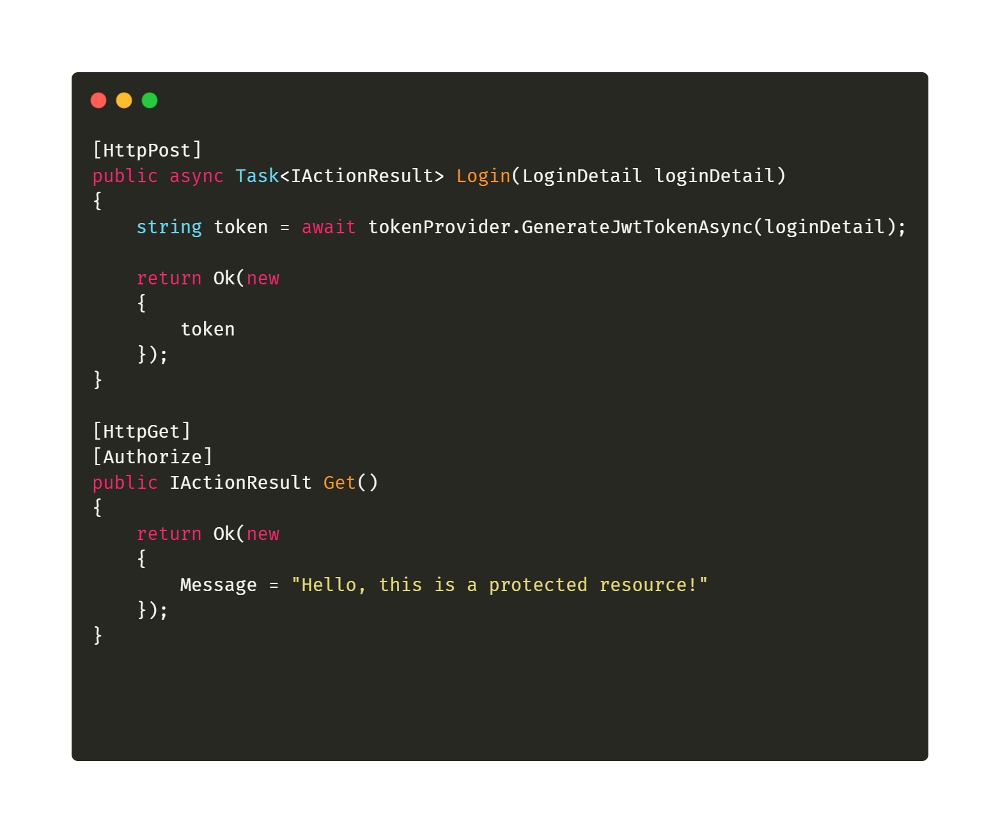 [HttpPost]
public async Task<IActionResult> Login(LoginDetail loginDetail)
{
    string token = await tokenProvider.GenerateJwtTokenAsync(loginDetail);

    return Ok(new
    {
        token
    });
}

[HttpGet]
[Authorize]
public IActionResult Get()
{
    return Ok(new
    {
        Message = "Hello, this is a protected resource!"
    });
}